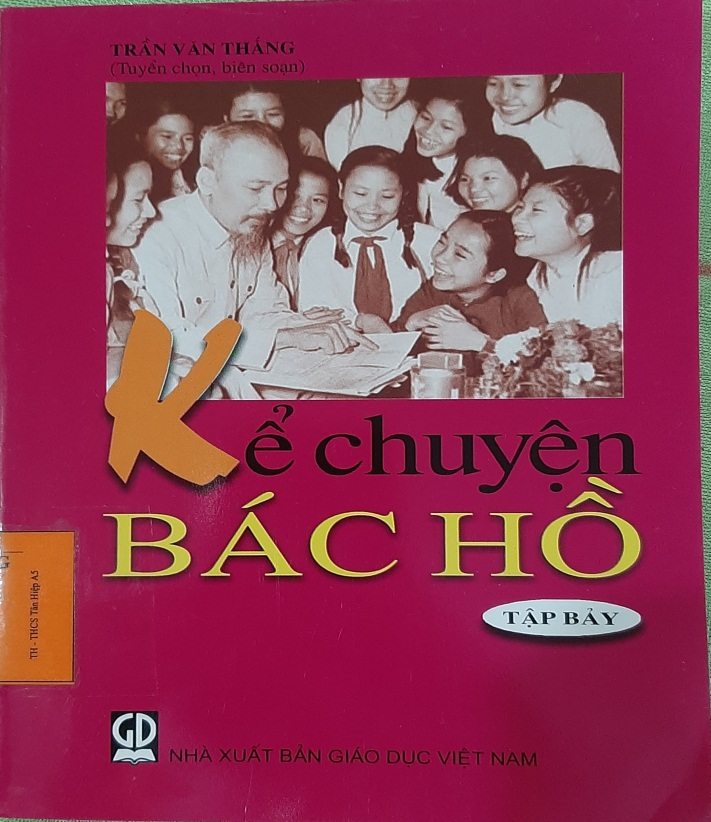 TRẦN VĂN THẮNG
(Tuyển chọn, biên soạn)
Kể chuyện
BÁC HỒ
TẬP BẢY
TH - THCS Tân Hiệp A5
GD
NHÀ XUẤT BẢN GIÁO DỤC VIỆT NAM